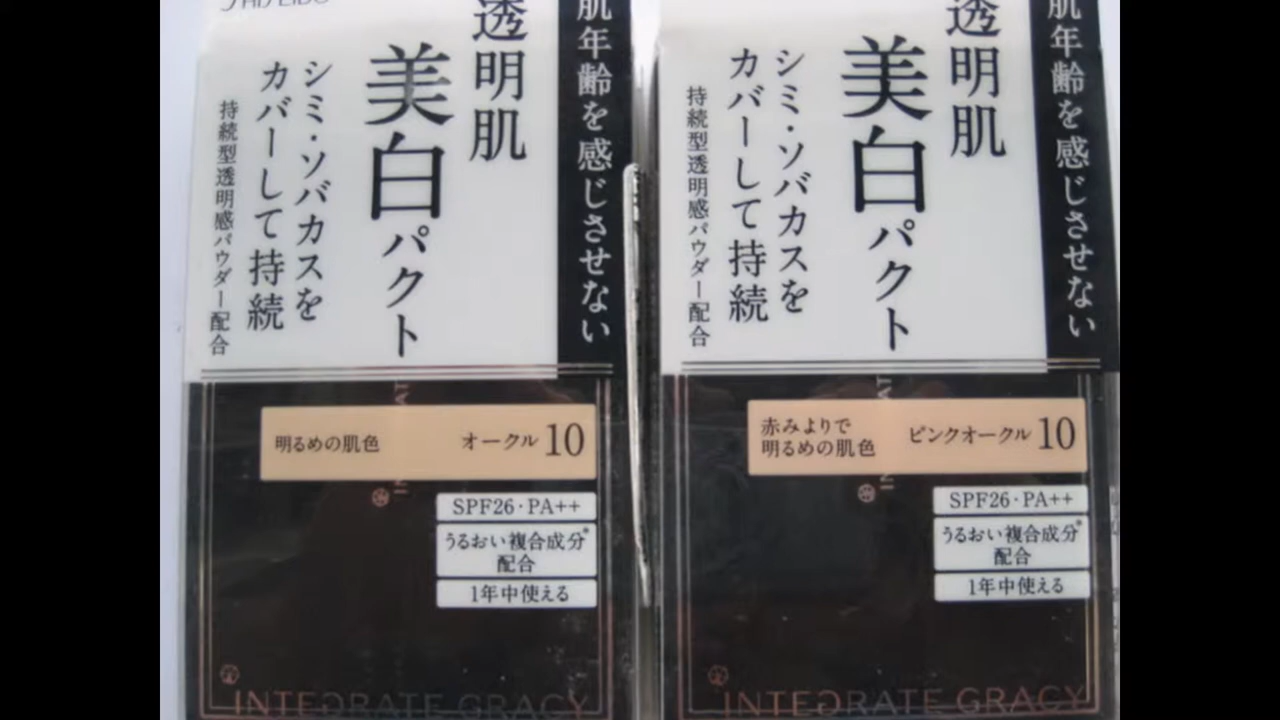 肌年齢を感じさせない
透明肌
美白パクト
シミ・ソバカスを
カバーして持続
持続型透明感パウダー配合
明るめの肌色 オークル10
SPF26・PA++
うるおい複合成分*
配合
1年中使える
INTEGRATE GRACY
肌年齢を感じさせない
透明肌
美白パクト
シミ・ソバカスを
カバーして持続
持続型透明感パウダー配合
赤みよりで
明るめの肌色 ピンクオークル10
SPF26・PA++
うるおい複合成分*
配合
1年中使える
INTEGRATE GRACY